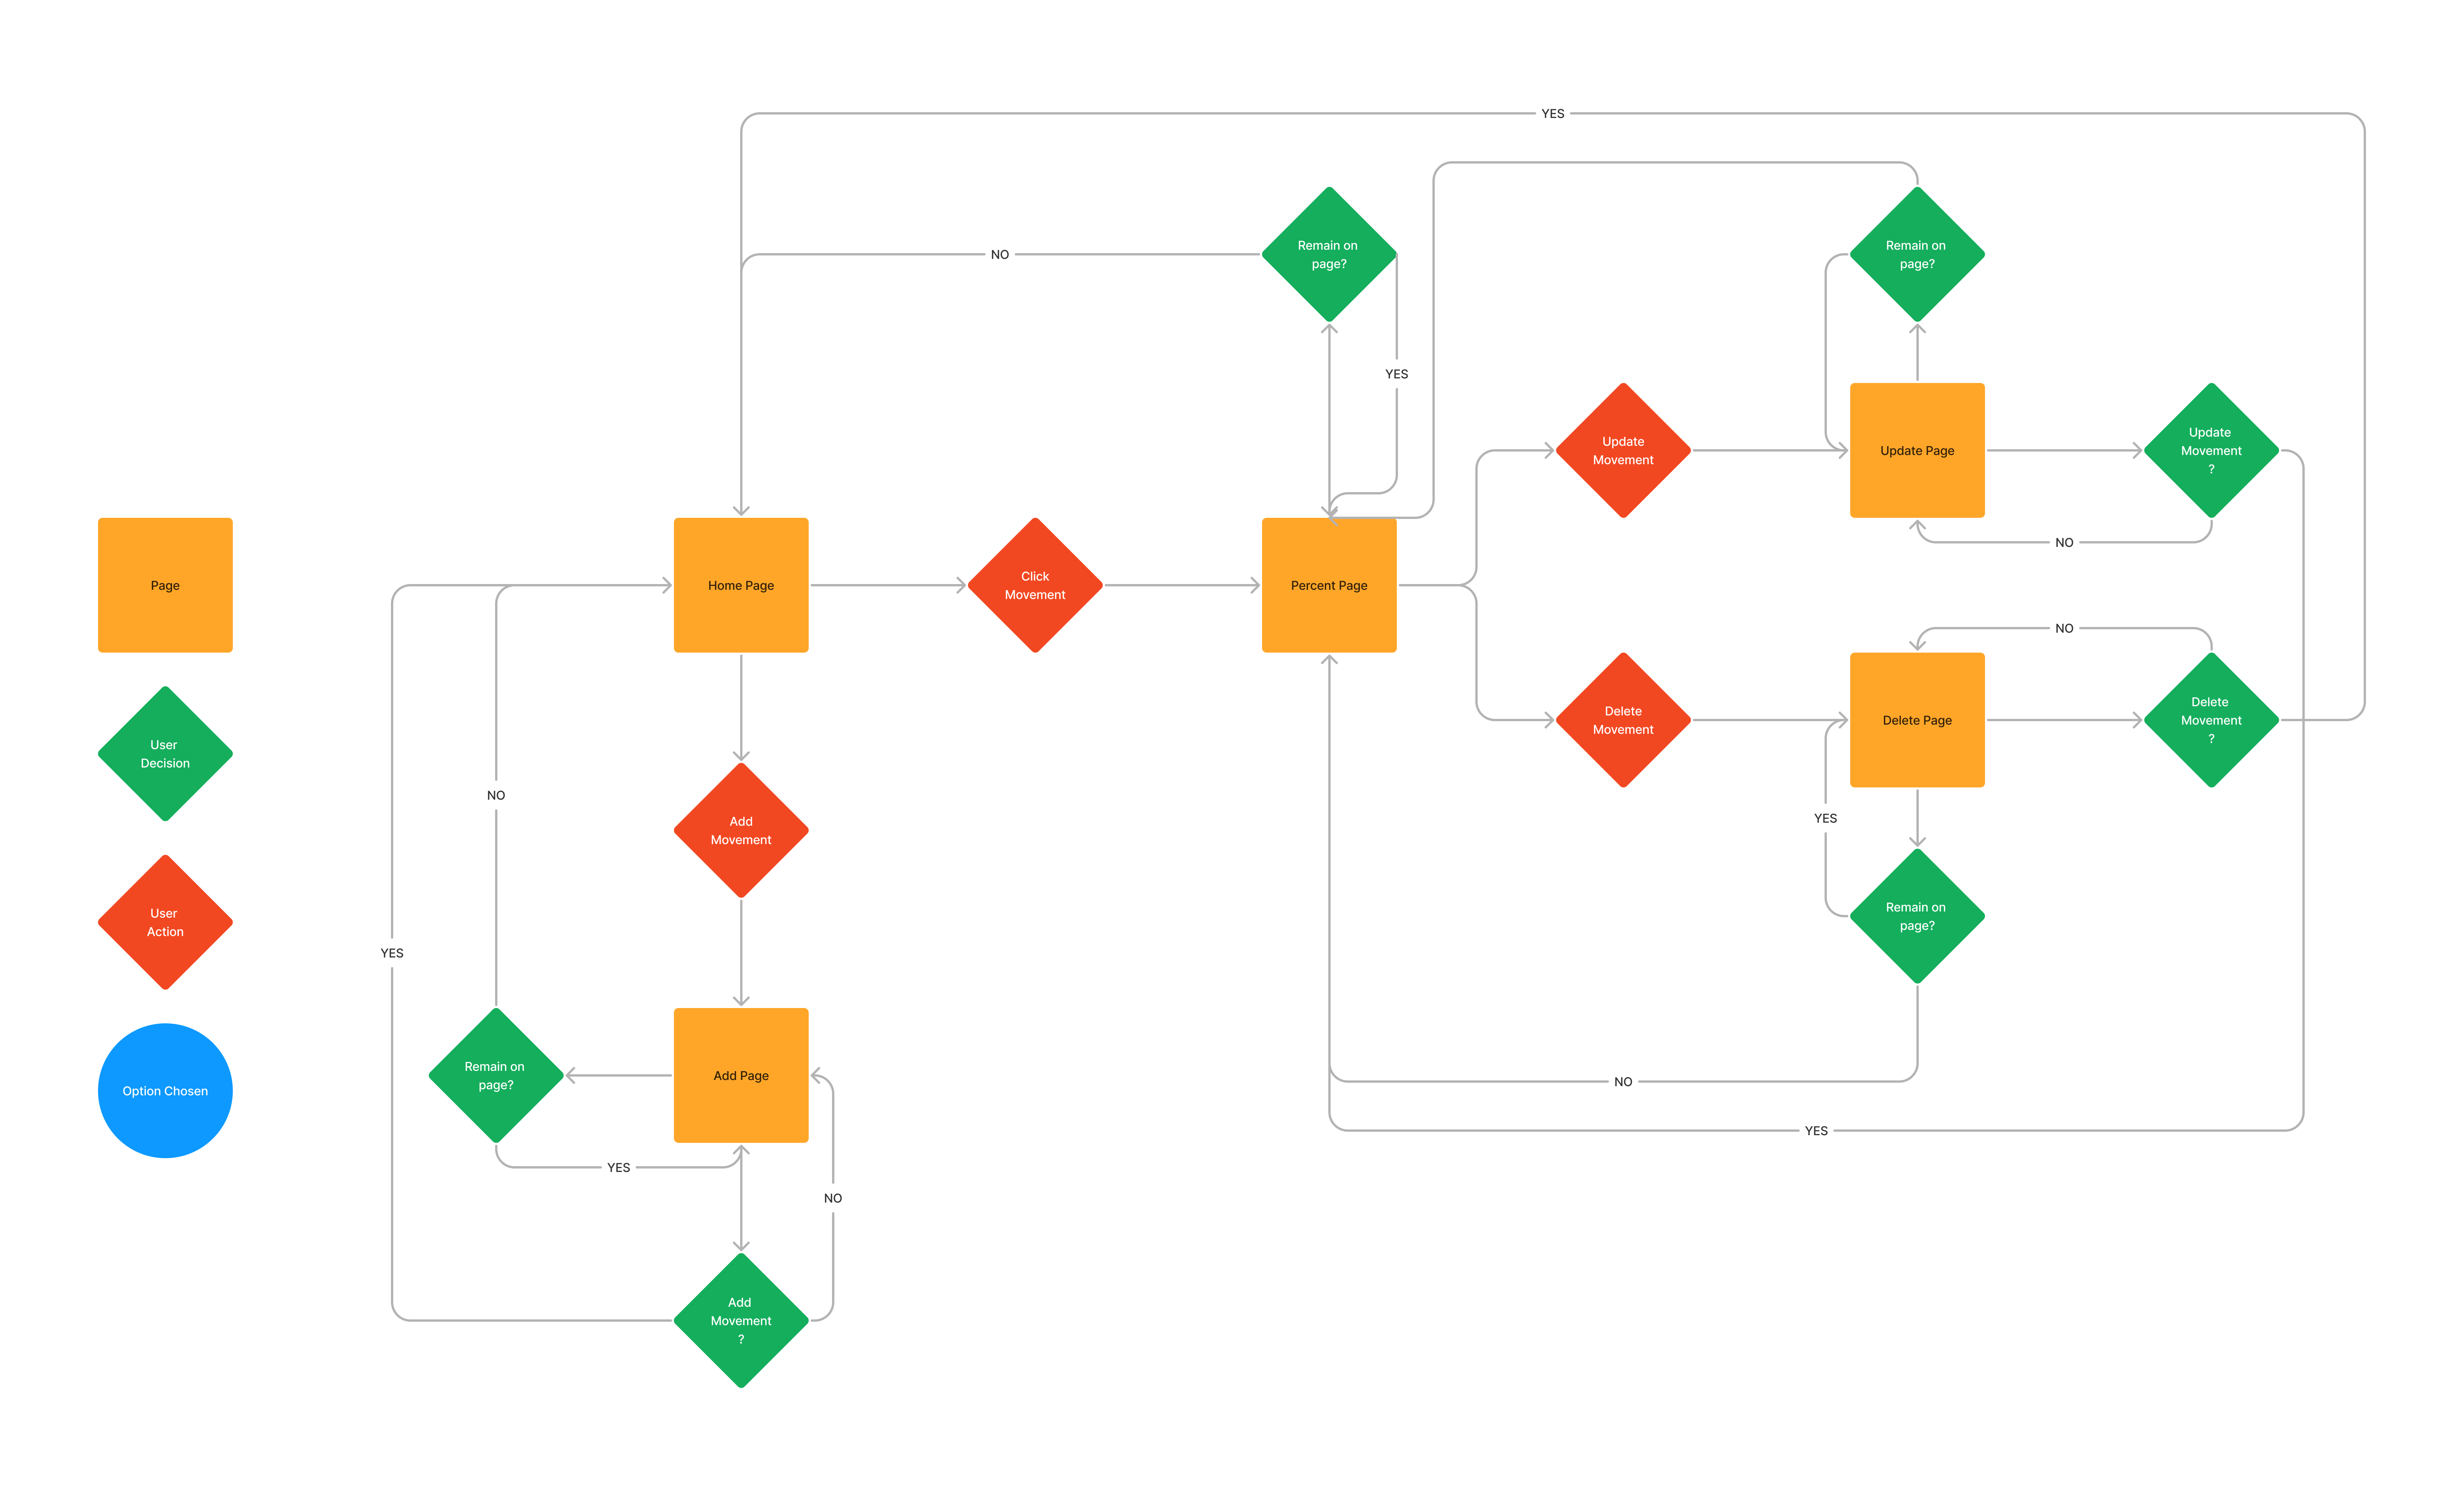 YES
Remain on
page?
Remain on
page?
NO
YES
Update
Movement
Update Page
Update
Movement
?
NO
Page
Home Page
Click
Movement
Percent Page
NO
Delete
Movement
Delete Page
Delete
Movement
?
User
Decision
NO
Add
Movement
YES
User
Action
YES
Remain on
page?
Option Chosen
Remain on
page?
Add Page
NO
YES
YES
NO
Add
Movement
?